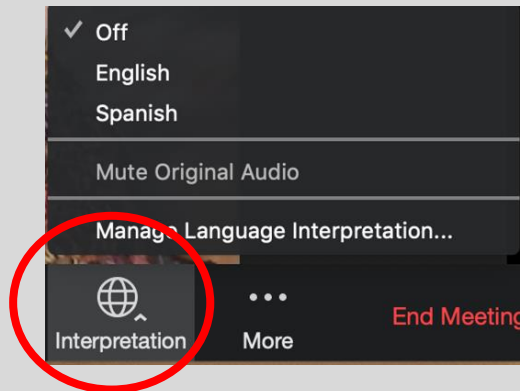 Off
English
Spanish
Mute Original Audio
Manage Language Interpretation...
Interpretation
More
End Meeting